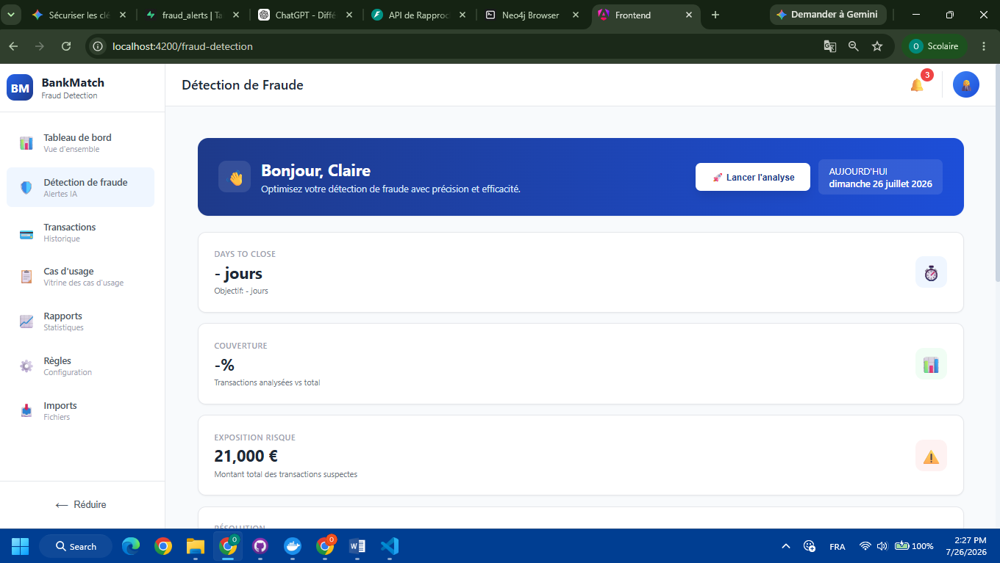 Sécuriser les clé
fraud_alerts | Ta
ChatGPT - Diffé
API de Rapproc
Neo4j Browser
Frontend
Demander à Gemini
localhost:4200/fraud-detection
O
Scolaire
BM
BankMatch
Fraud Detection
Détection de Fraude
3
Tableau de bord
Vue d'ensemble
Détection de fraude
Alertes IA
Transactions
Historique
Cas d'usage
Vitrine des cas d'usage
Rapports
Statistiques
Règles
Configuration
Imports
Fichiers
← Réduire
Bonjour, Claire
Optimisez votre détection de fraude avec précision et efficacité.
Lancer l'analyse
AUJOURD'HUI
dimanche 26 juillet 2026
DAYS TO CLOSE
- jours
Objectif: - jours
COUVERTURE
-%
Transactions analysées vs total
EXPOSITION RISQUE
21,000 €
Montant total des transactions suspectes
RÉSOLUTION
Search
O
O
FRA
100%
2:27 PM
7/26/2026